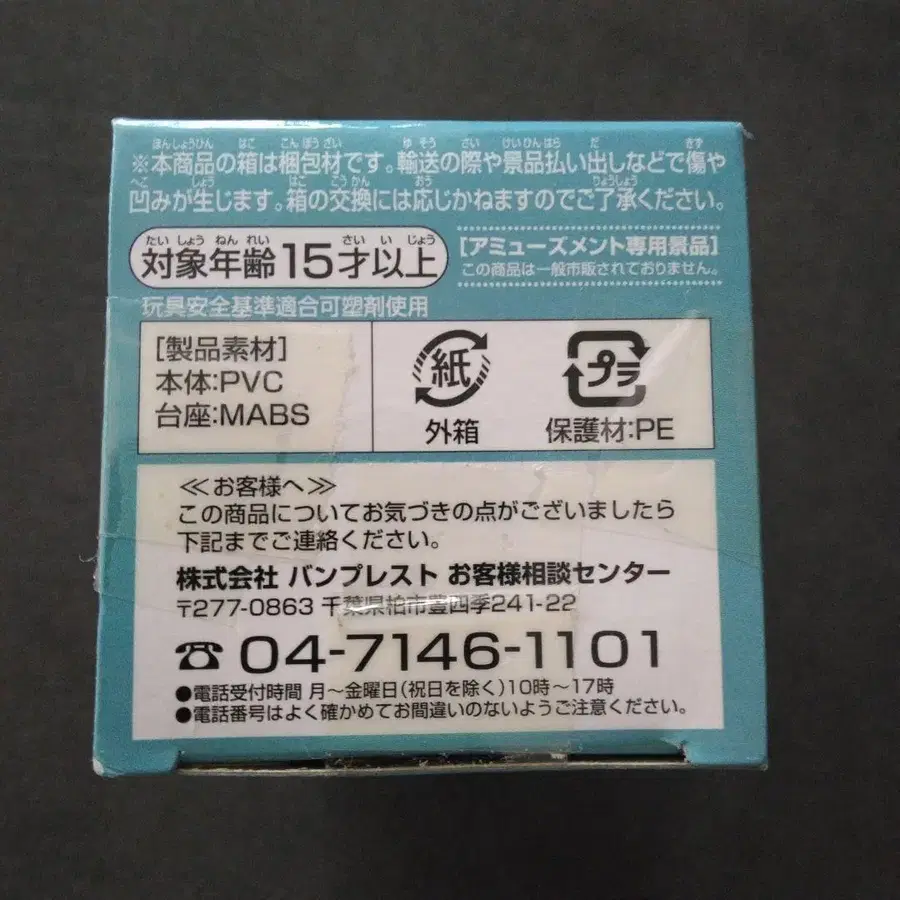 ※本商品の箱は梱包材です。輸送の際や景品払い出しなどで傷や
凹みが生じます。箱の交換には応じかねますのでご了承ください。
対象年齢15才以上
[アミューズメント専用景品]
この商品は一般市販されておりません。
玩具安全基準適合可塑剤使用
[製品素材]
本体:PVC
台座:MABS
紙
外箱
プラ
保護材:PE
≪お客様へ≫
この商品についてお気づきの点がございましたら
下記までご連絡ください。
株式会社 バンプレスト お客様相談センター
〒277-0863 千葉県柏市豊四季241-22
☎ 04-7146-1101
●電話受付時間 月～金曜日(祝日を除く)10時～17時
●電話番号はよく確かめてお間違いのないようご注意ください。